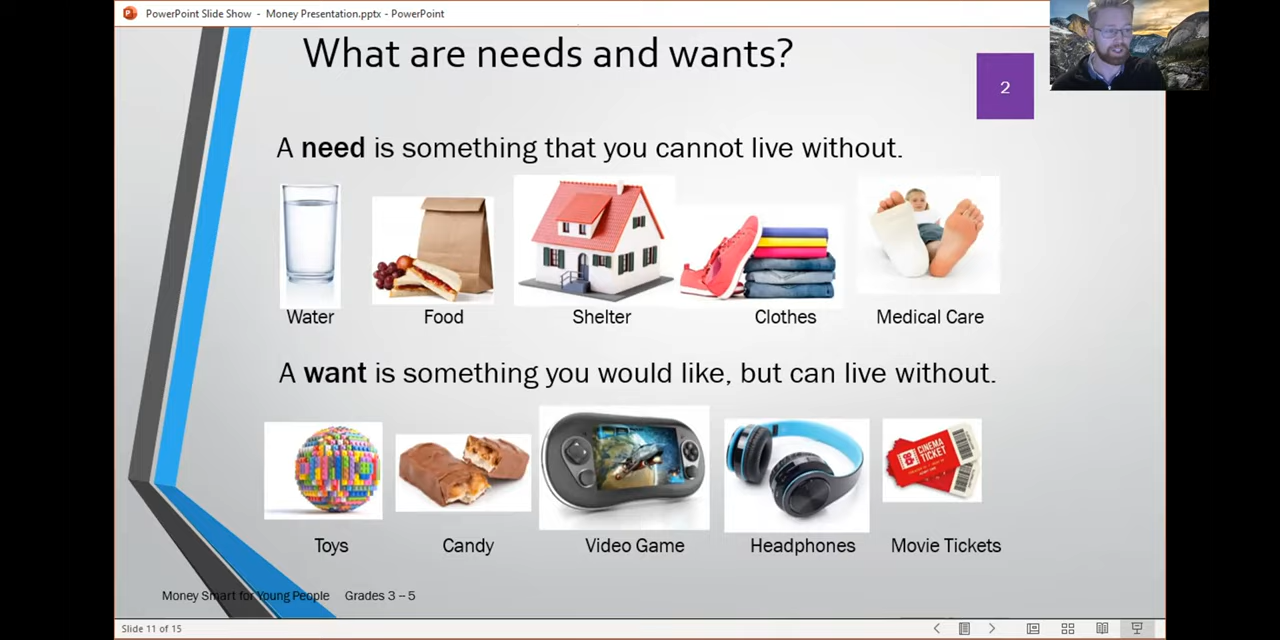 PowerPoint Slide Show - Money Presentation.pptx - PowerPoint
What are needs and wants?
2
A need is something that you cannot live without.
Water Food Shelter Clothes Medical Care
A want is something you would like, but can live without.
CINEMA
TICKET
Toys Candy Video Game Headphones Movie Tickets
Money Smart for Young People Grades 3 – 5
Slide 11 of 15